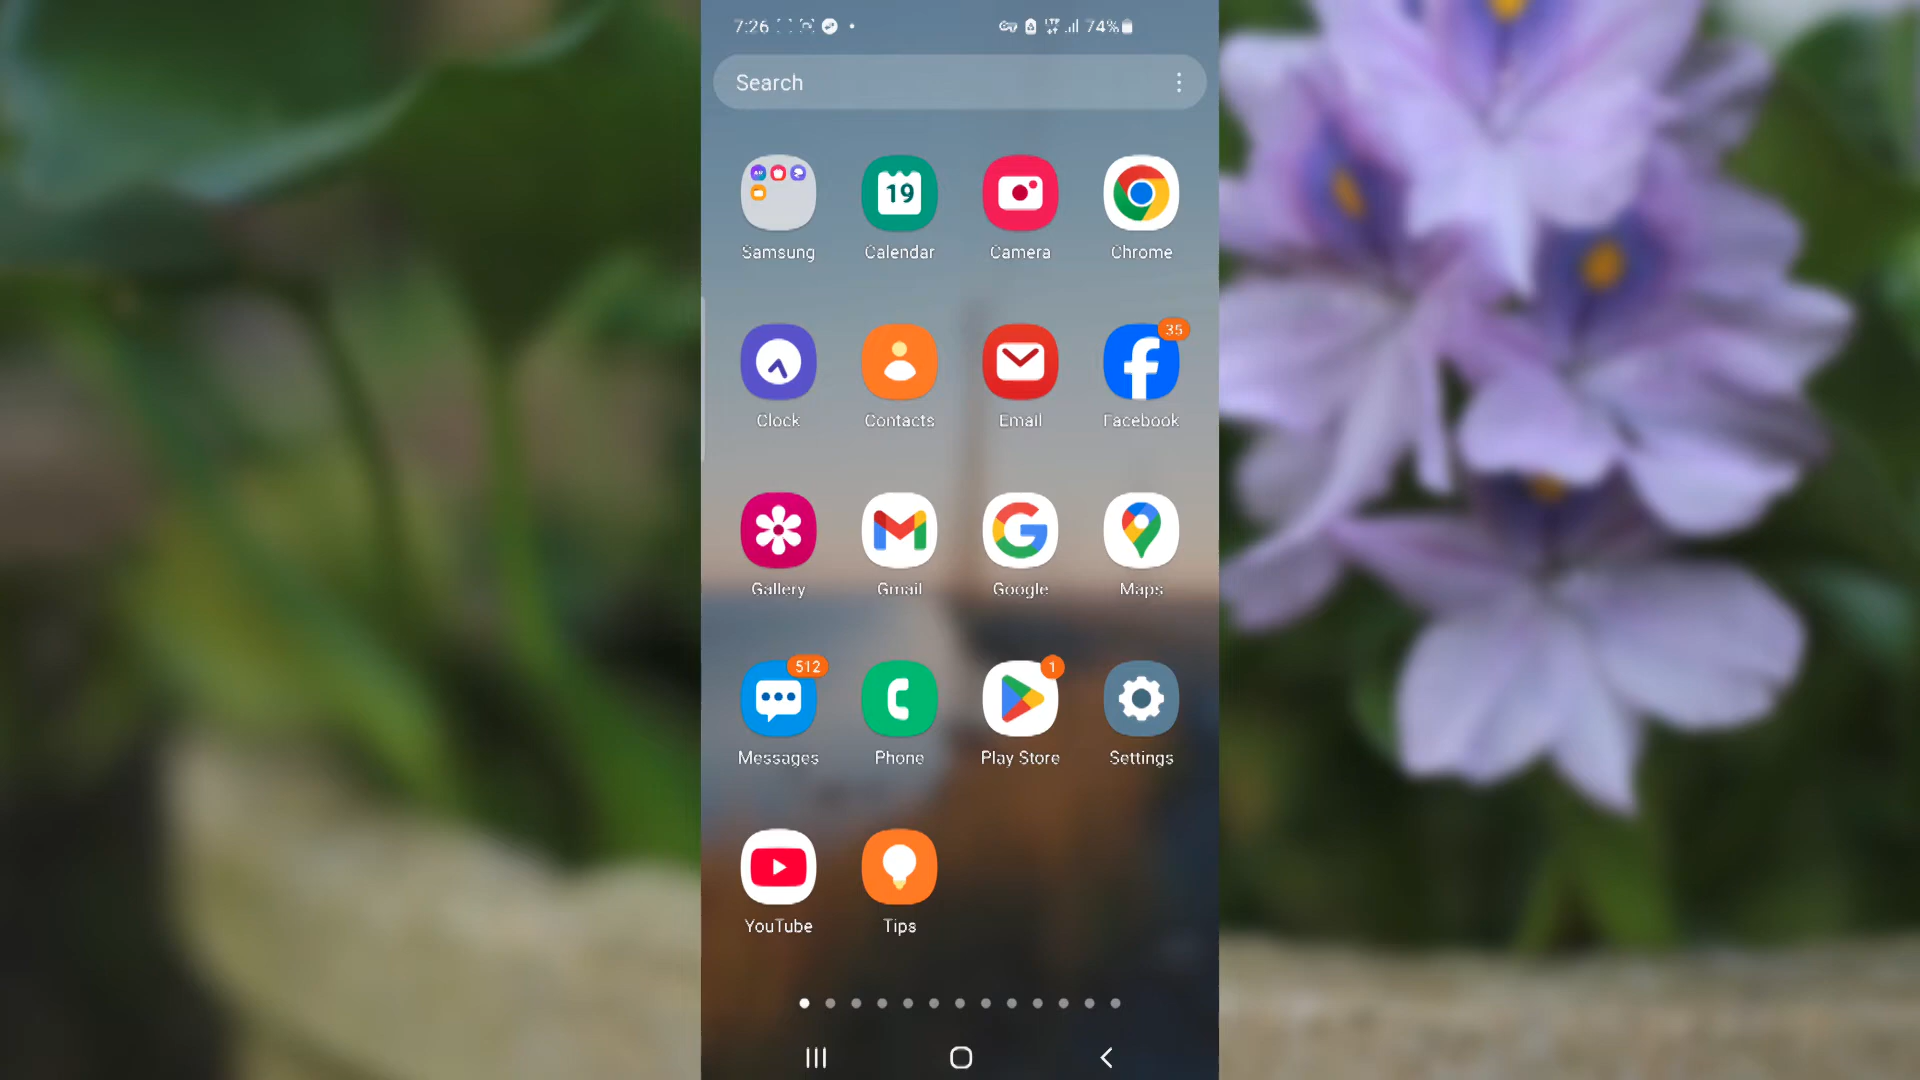 7:26
74%
Search
19
Samsung Calendar Camera Chrome
35
Clock Contacts Email Facebook
Gallery Gmail Google Maps
512 1
Messages Phone Play Store Settings
YouTube Tips